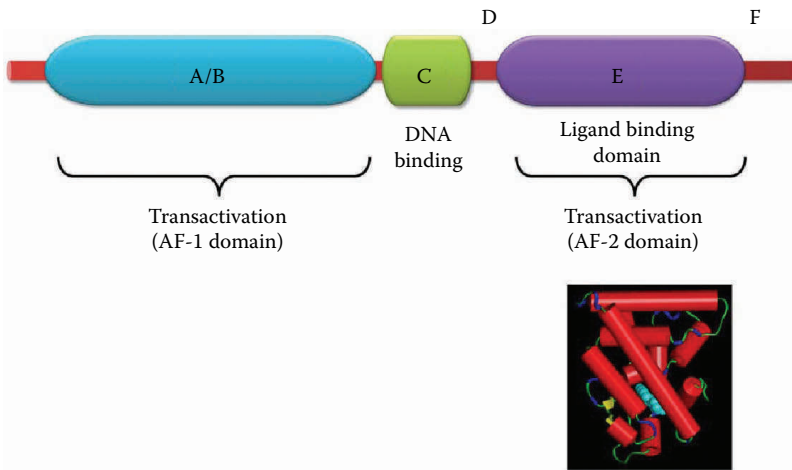 D
F
A/B
C
E
DNA
binding
Ligand binding
domain
Transactivation
(AF-1 domain)
Transactivation
(AF-2 domain)